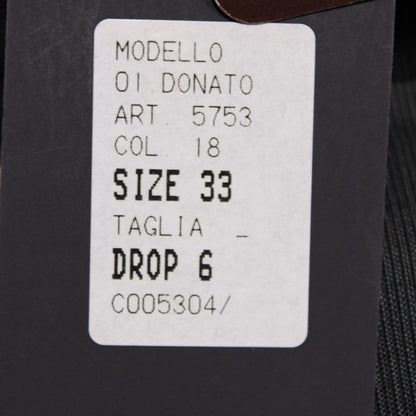 MODELLO
01 DONATO
ART. 5753
COL 18
SIZE 33
TAGLIA _
DROP 6
C005304/